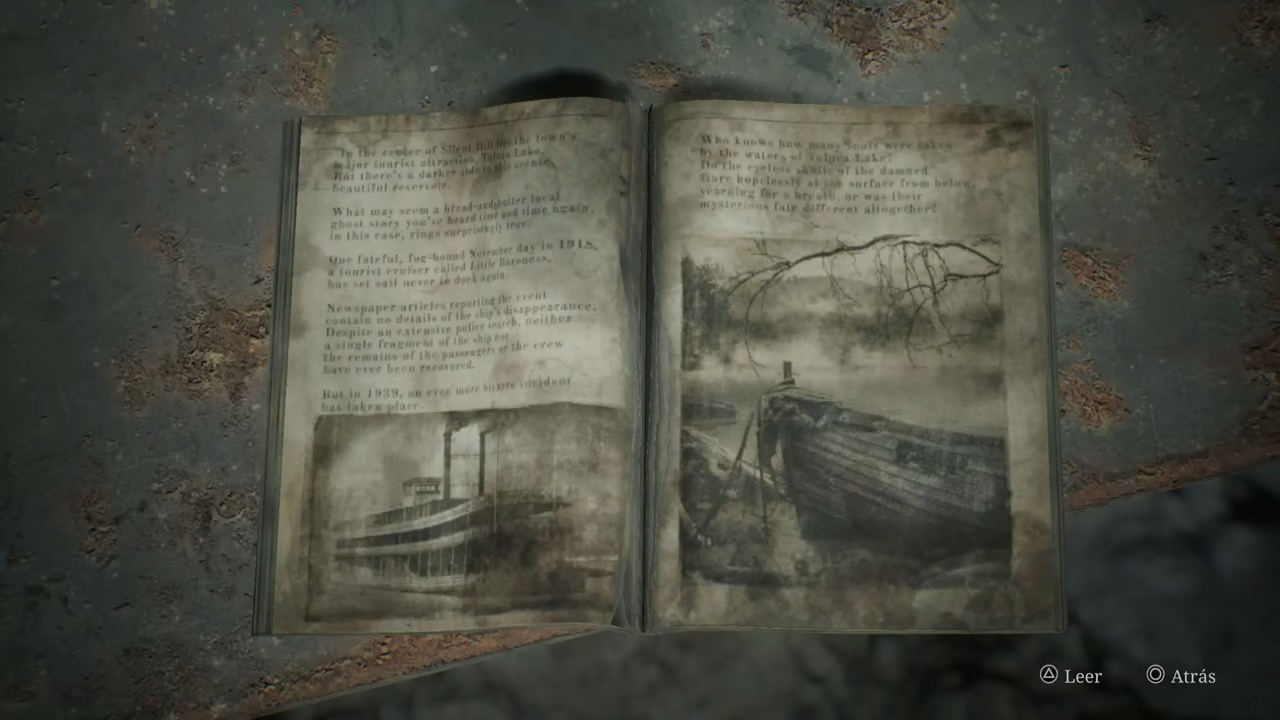 In the center of Silent Hill lies the town's
major tourist attraction, Toluca Lake.
But there's a darker side to this scenic,
beautiful reservoir.
What may seem a bread-and-butter local
ghost story you've heard time and time again,
in this case, rings surprisingly true.
One fateful, fog-bound November day in 1918,
a tourist cruiser called Little Baroness,
has set sail never to dock again.
Newspaper articles reporting the event
contain no details of the ship's disappearance.
Despite an extensive police search, neither
a single fragment of the ship nor
the remains of the passengers or the crew
have ever been recovered.
But in 1939, an even more bizarre incident
has taken place.
Who knows how many souls were taken
by the waters of Toluca Lake?
Do the eyeless skulls of the damned
stare hopelessly at the surface from below,
yearning for a breath, or was their
mysterious fair different altogether?
Leer
Atrás